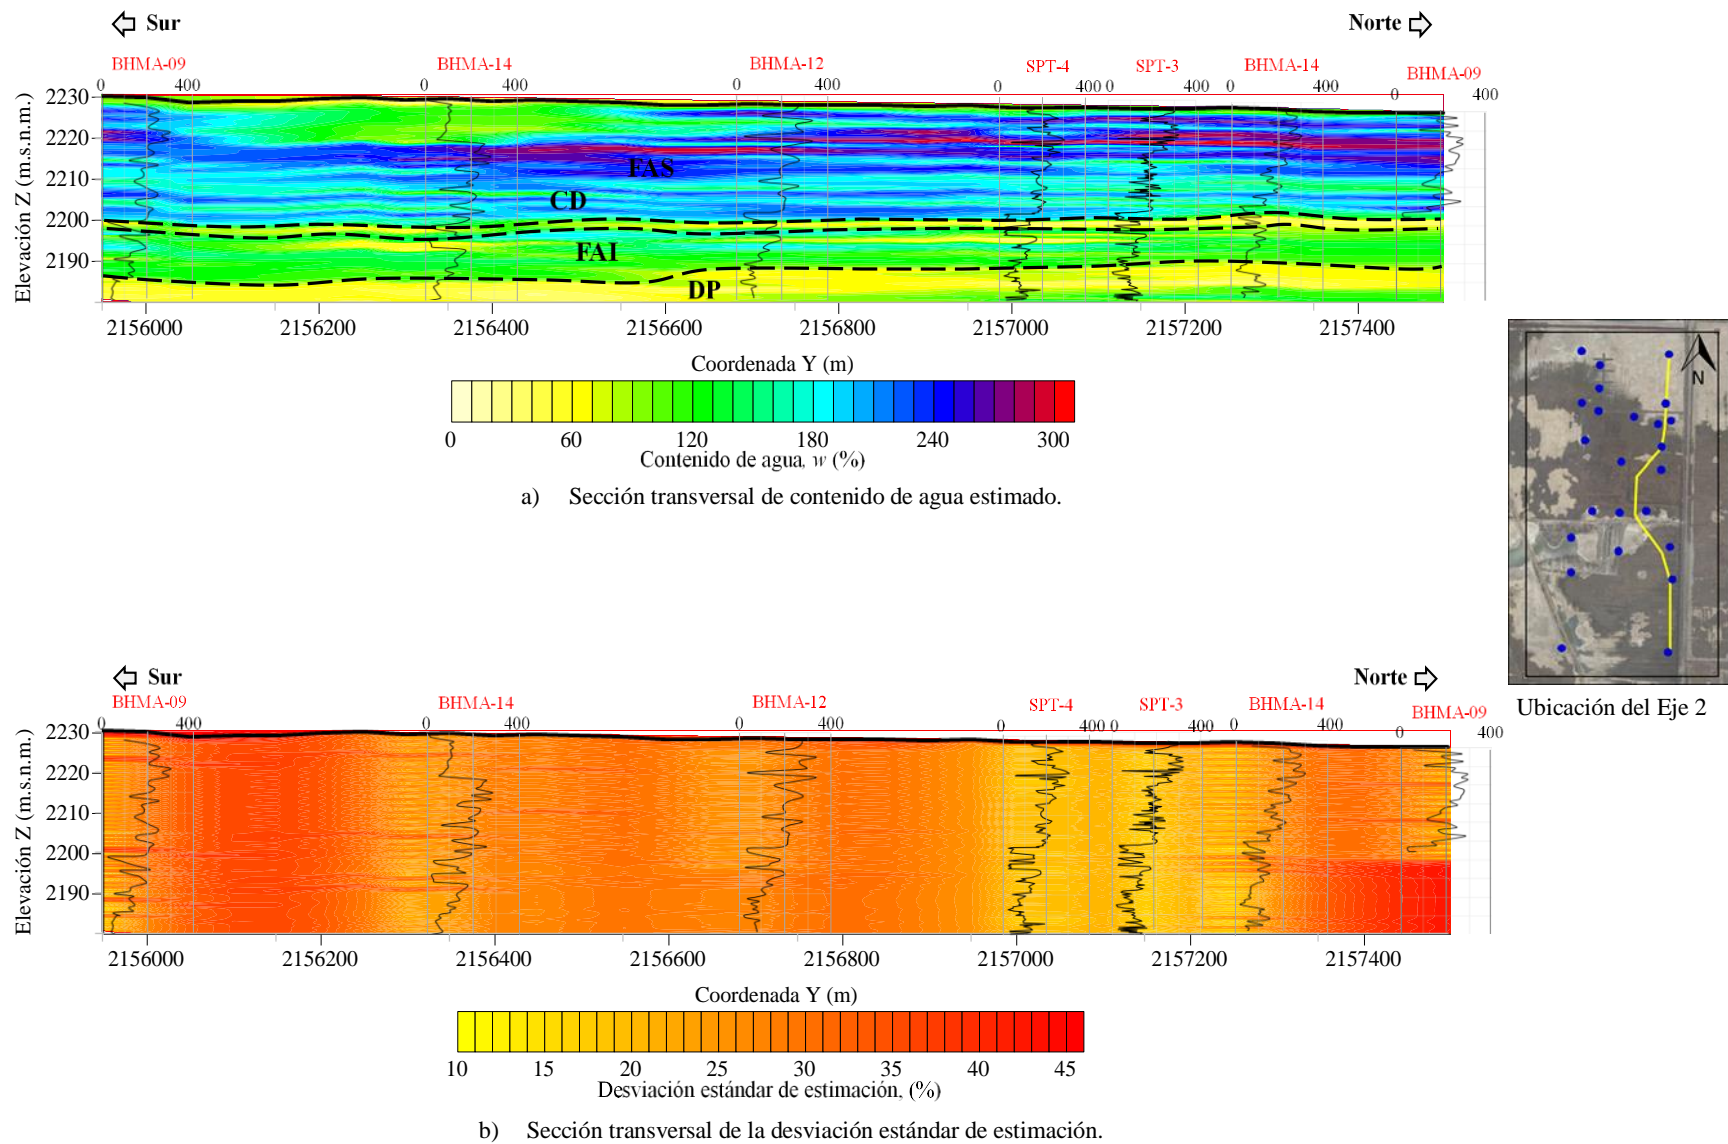 Sur
Norte
BHMA-09
BHMA-14
BHMA-12
SPT-4
SPT-3
BHMA-14
BHMA-09
0 400 0 400 0 400 0 400 0 400 0 400 0 400
Elevación Z (m.s.n.m.)
2230
2220
2210
2200
2190
FAS
CD
FAI
DP
2156000 2156200 2156400 2156600 2156800 2157000 2157200 2157400
Coordenada Y (m)
0 60 120 180 240 300
Contenido de agua, w (%)
a) Sección transversal de contenido de agua estimado.
N
Ubicación del Eje 2
Sur
Norte
BHMA-09
BHMA-14
BHMA-12
SPT-4
SPT-3
BHMA-14
BHMA-09
0 400 0 400 0 400 0 400 0 400 0 400 0 400
Elevación Z (m.s.n.m.)
2230
2220
2210
2200
2190
2156000 2156200 2156400 2156600 2156800 2157000 2157200 2157400
Coordenada Y (m)
10 15 20 25 30 35 40 45
Desviación estándar de estimación, (%)
b) Sección transversal de la desviación estándar de estimación.